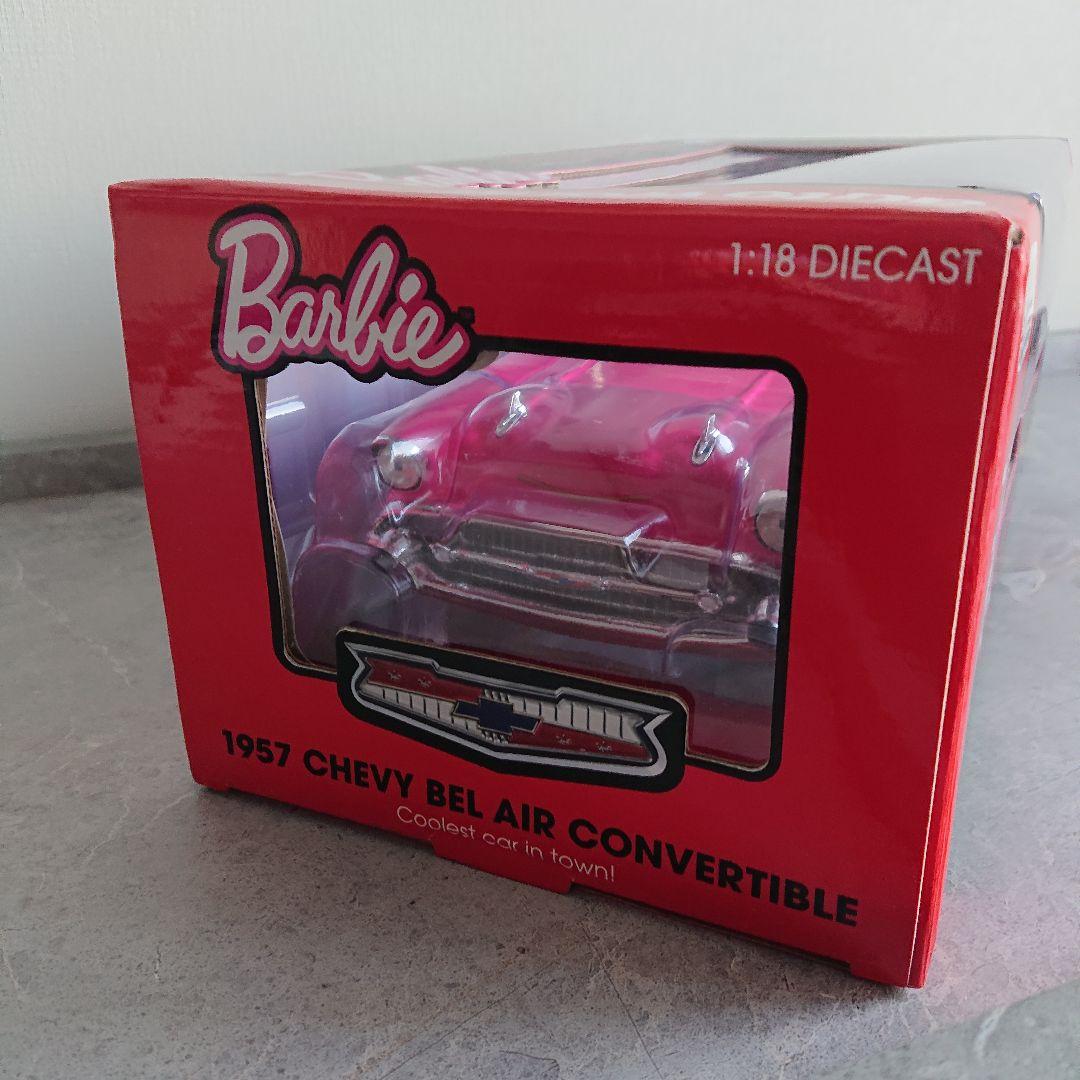 Barbie
1:18 DIECAST
1957 CHEVY BEL AIR CONVERTIBLE
Coolest car in town!